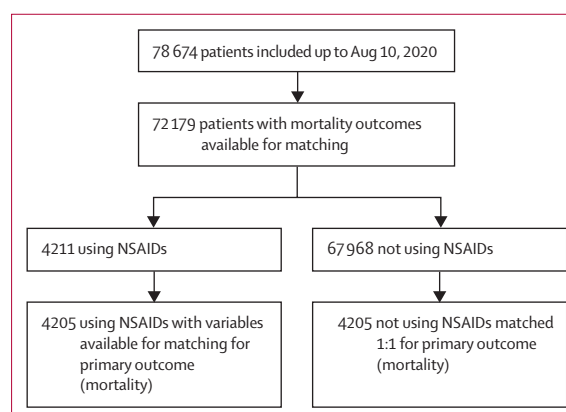 78 674 patients included up to Aug 10, 2020
72 179 patients with mortality outcomes
available for matching
4211 using NSAIDs
67 968 not using NSAIDs
4205 using NSAIDs with variables
available for matching for
primary outcome
(mortality)
4205 not using NSAIDs matched
1:1 for primary outcome
(mortality)